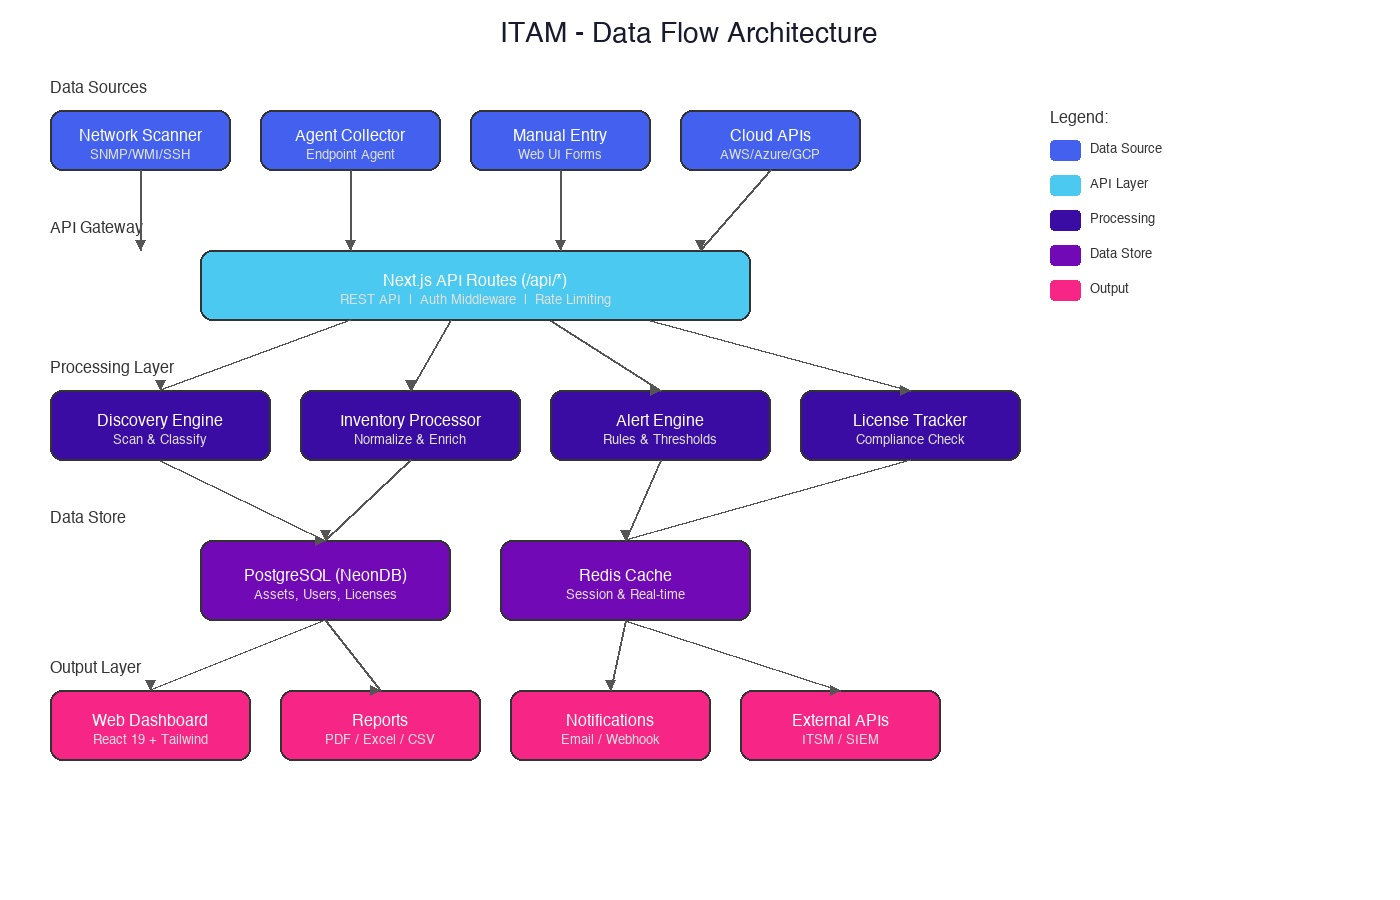 ITAM - Data Flow Architecture
Data Sources
Network Scanner
SNMP/WMI/SSH
Agent Collector
Endpoint Agent
Manual Entry
Web UI Forms
Cloud APIs
AWS/Azure/GCP
Legend:
Data Source
API Layer
Processing
Data Store
Output
API Gateway
Next.js API Routes (/api/*)
REST API | Auth Middleware | Rate Limiting
Processing Layer
Discovery Engine
Scan & Classify
Inventory Processor
Normalize & Enrich
Alert Engine
Rules & Thresholds
License Tracker
Compliance Check
Data Store
PostgreSQL (NeonDB)
Assets, Users, Licenses
Redis Cache
Session & Real-time
Output Layer
Web Dashboard
React 19 + Tailwind
Reports
PDF / Excel / CSV
Notifications
Email / Webhook
External APIs
ITSM / SIEM